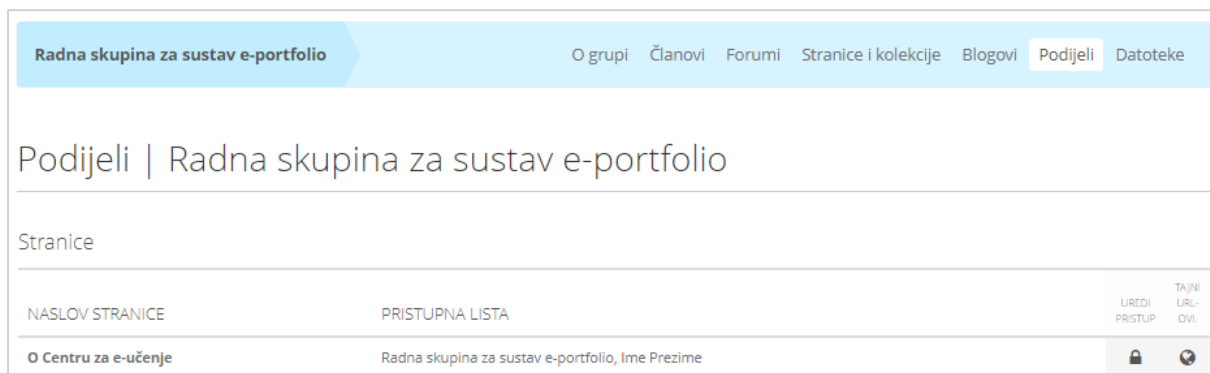 Radna skupina za sustav e-portfolio O grupi Članovi Forumi Stranice i kolekcije Blogovi Podijeli Datoteke
Podijeli | Radna skupina za sustav e-portfolio
Stranice
NASLOV STRANICE PRISTUPNA LISTA UREDI PRISTUP TAJNI URL-OVI.
O Centru za e-učenje Radna skupina za sustav e-portfolio, Ime Prezime